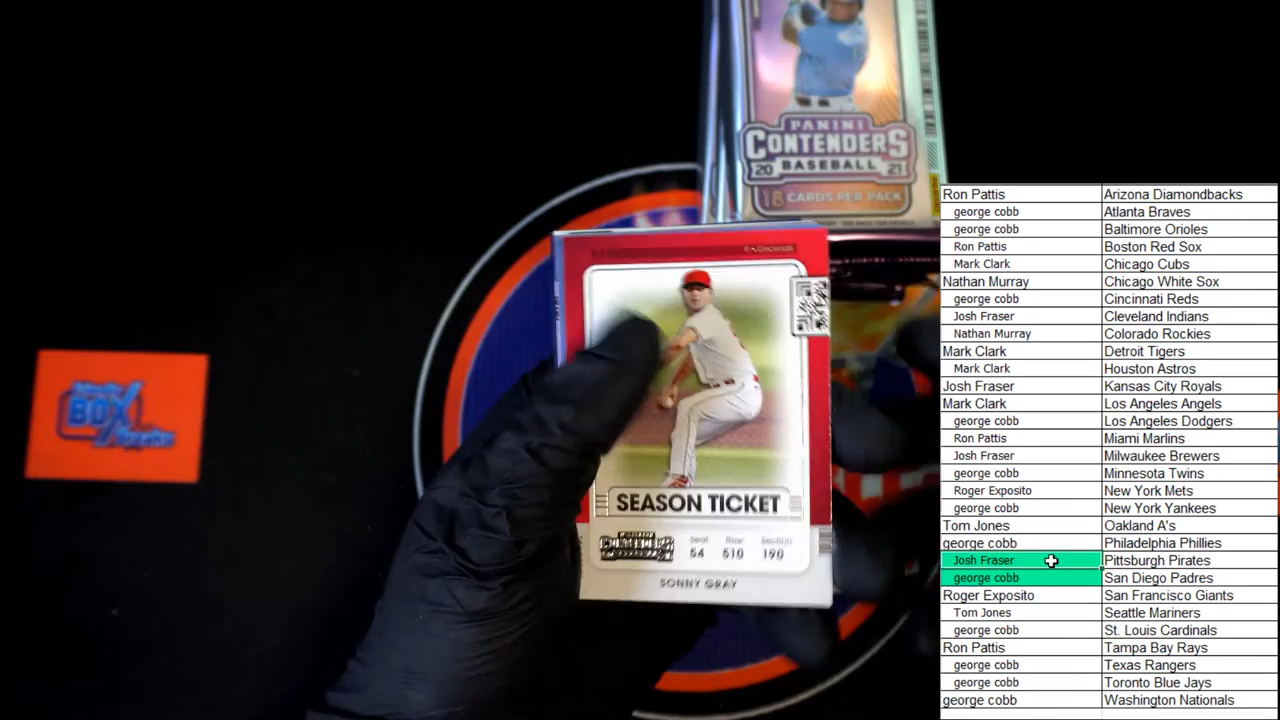 PANINI
CONTENDERS
BASEBALL
20 21
18 CARDS PER PACK
Cincinnati
SEASON TICKET
CONTENDERS
Seat Row Section
54 510 190
SONNY GRAY
BOX
Ron Pattis Arizona Diamondbacks
george cobb Atlanta Braves
george cobb Baltimore Orioles
Ron Pattis Boston Red Sox
Mark Clark Chicago Cubs
Nathan Murray Chicago White Sox
george cobb Cincinnati Reds
Josh Fraser Cleveland Indians
Nathan Murray Colorado Rockies
Mark Clark Detroit Tigers
Mark Clark Houston Astros
Josh Fraser Kansas City Royals
Mark Clark Los Angeles Angels
george cobb Los Angeles Dodgers
Ron Pattis Miami Marlins
Josh Fraser Milwaukee Brewers
george cobb Minnesota Twins
Roger Exposito New York Mets
george cobb New York Yankees
Tom Jones Oakland A's
george cobb Philadelphia Phillies
Josh Fraser Pittsburgh Pirates
george cobb San Diego Padres
Roger Exposito San Francisco Giants
Tom Jones Seattle Mariners
george cobb St. Louis Cardinals
Ron Pattis Tampa Bay Rays
george cobb Texas Rangers
george cobb Toronto Blue Jays
george cobb Washington Nationals